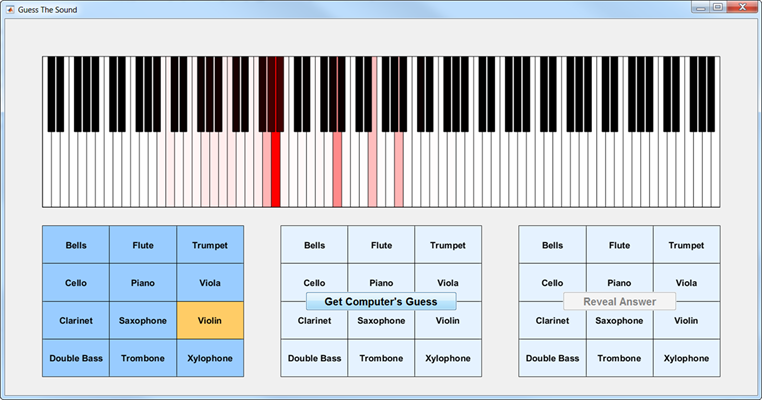 Guess The Sound
Bells Flute Trumpet
Cello Piano Viola
Clarinet Saxophone Violin
Double Bass Trombone Xylophone
Bells Flute Trumpet
Cello Piano Viola
Get Computer's Guess
Clarinet Saxophone Violin
Double Bass Trombone Xylophone
Bells Flute Trumpet
Cello Piano Viola
Reveal Answer
Clarinet Saxophone Violin
Double Bass Trombone Xylophone